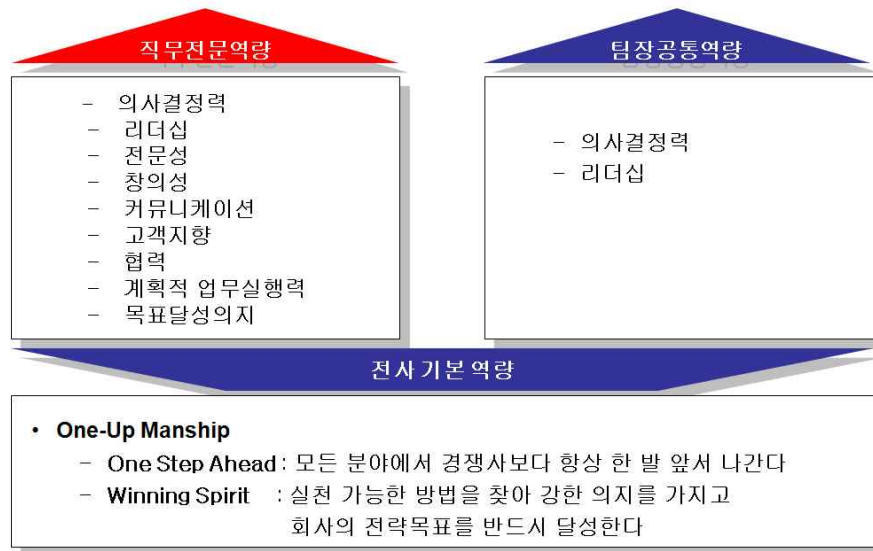 직무전문역량
- 의사결정력
- 리더십
- 전문성
- 창의성
- 커뮤니케이션
- 고객지향
- 협력
- 계획적 업무실행력
- 목표달성의지
팀장공통역량
- 의사결정력
- 리더십
전사기본역량
• One-Up Manship
- One Step Ahead : 모든 분야에서 경쟁사보다 항상 한 발 앞서 나간다
- Winning Spirit : 실천 가능한 방법을 찾아 강한 의지를 가지고
회사의 전략목표를 반드시 달성한다